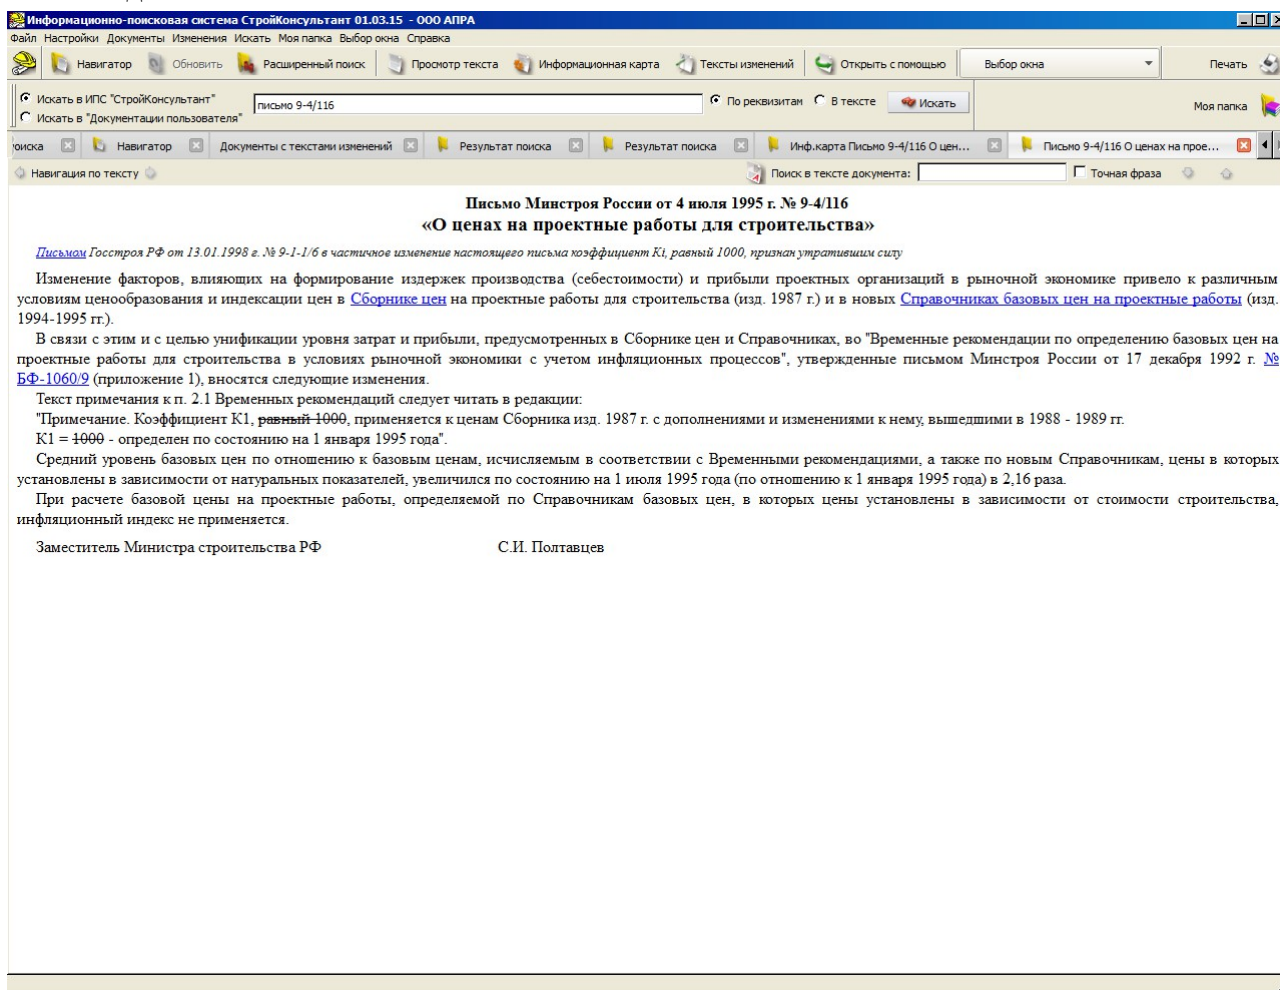 Информационно-поисковая система СтройКонсультант 01.03.15 - ООО АПРА
Файл Настройки Документы Изменения Искать Моя папка Выбор окна Справка
Навигатор Обновить Расширенный поиск Просмотр текста Информационная карта Тексты изменений Открыть с помощью Выбор окна Печать
Искать в ИПС "СтройКонсультант"
Искать в "Документации пользователя"
письмо 9-4/116 По реквизитам В тексте Искать Моя папка
оиска Навигатор Документы с текстами изменений Результат поиска Результат поиска Инф.карта Письмо 9-4/116 О цен... Письмо 9-4/116 О ценах на прое...
Навигация по тексту Поиск в тексте документа: Точная фраза
Письмо Минстроя России от 4 июля 1995 г. № 9-4/116
«О ценах на проектные работы для строительства»
Письмом Госстроя РФ от 13.01.1998 г. № 9-1-1/6 в частичное изменение настоящего письма коэффициент Ki, равный 1000, признан утратившим силу
Изменение факторов, влияющих на формирование издержек производства (себестоимости) и прибыли проектных организаций в рыночной экономике привело к различным
условиям ценообразования и индексации цен в Сборнике цен на проектные работы для строительства (изд. 1987 г.) и в новых Справочниках базовых цен на проектные работы (изд.
1994-1995 гг.).
В связи с этим и с целью унификации уровня затрат и прибыли, предусмотренных в Сборнике цен и Справочниках, во "Временные рекомендации по определению базовых цен на
проектные работы для строительства в условиях рыночной экономики с учетом инфляционных процессов", утвержденные письмом Минстроя России от 17 декабря 1992 г. №
БФ-1060/9 (приложение 1), вносятся следующие изменения.
Текст примечания к п. 2.1 Временных рекомендаций следует читать в редакции:
"Примечание. Коэффициент К1, равный 1000, применяется к ценам Сборника изд. 1987 г. с дополнениями и изменениями к нему, вышедшими в 1988 - 1989 гг.
К1 = 1000 - определен по состоянию на 1 января 1995 года".
Средний уровень базовых цен по отношению к базовым ценам, исчисляемым в соответствии с Временными рекомендациями, а также по новым Справочникам, цены в которых
установлены в зависимости от натуральных показателей, увеличился по состоянию на 1 июля 1995 года (по отношению к 1 января 1995 года) в 2,16 раза.
При расчете базовой цены на проектные работы, определяемой по Справочникам базовых цен, в которых цены установлены в зависимости от стоимости строительства,
инфляционный индекс не применяется.
Заместитель Министра строительства РФ С.И. Полтавцев